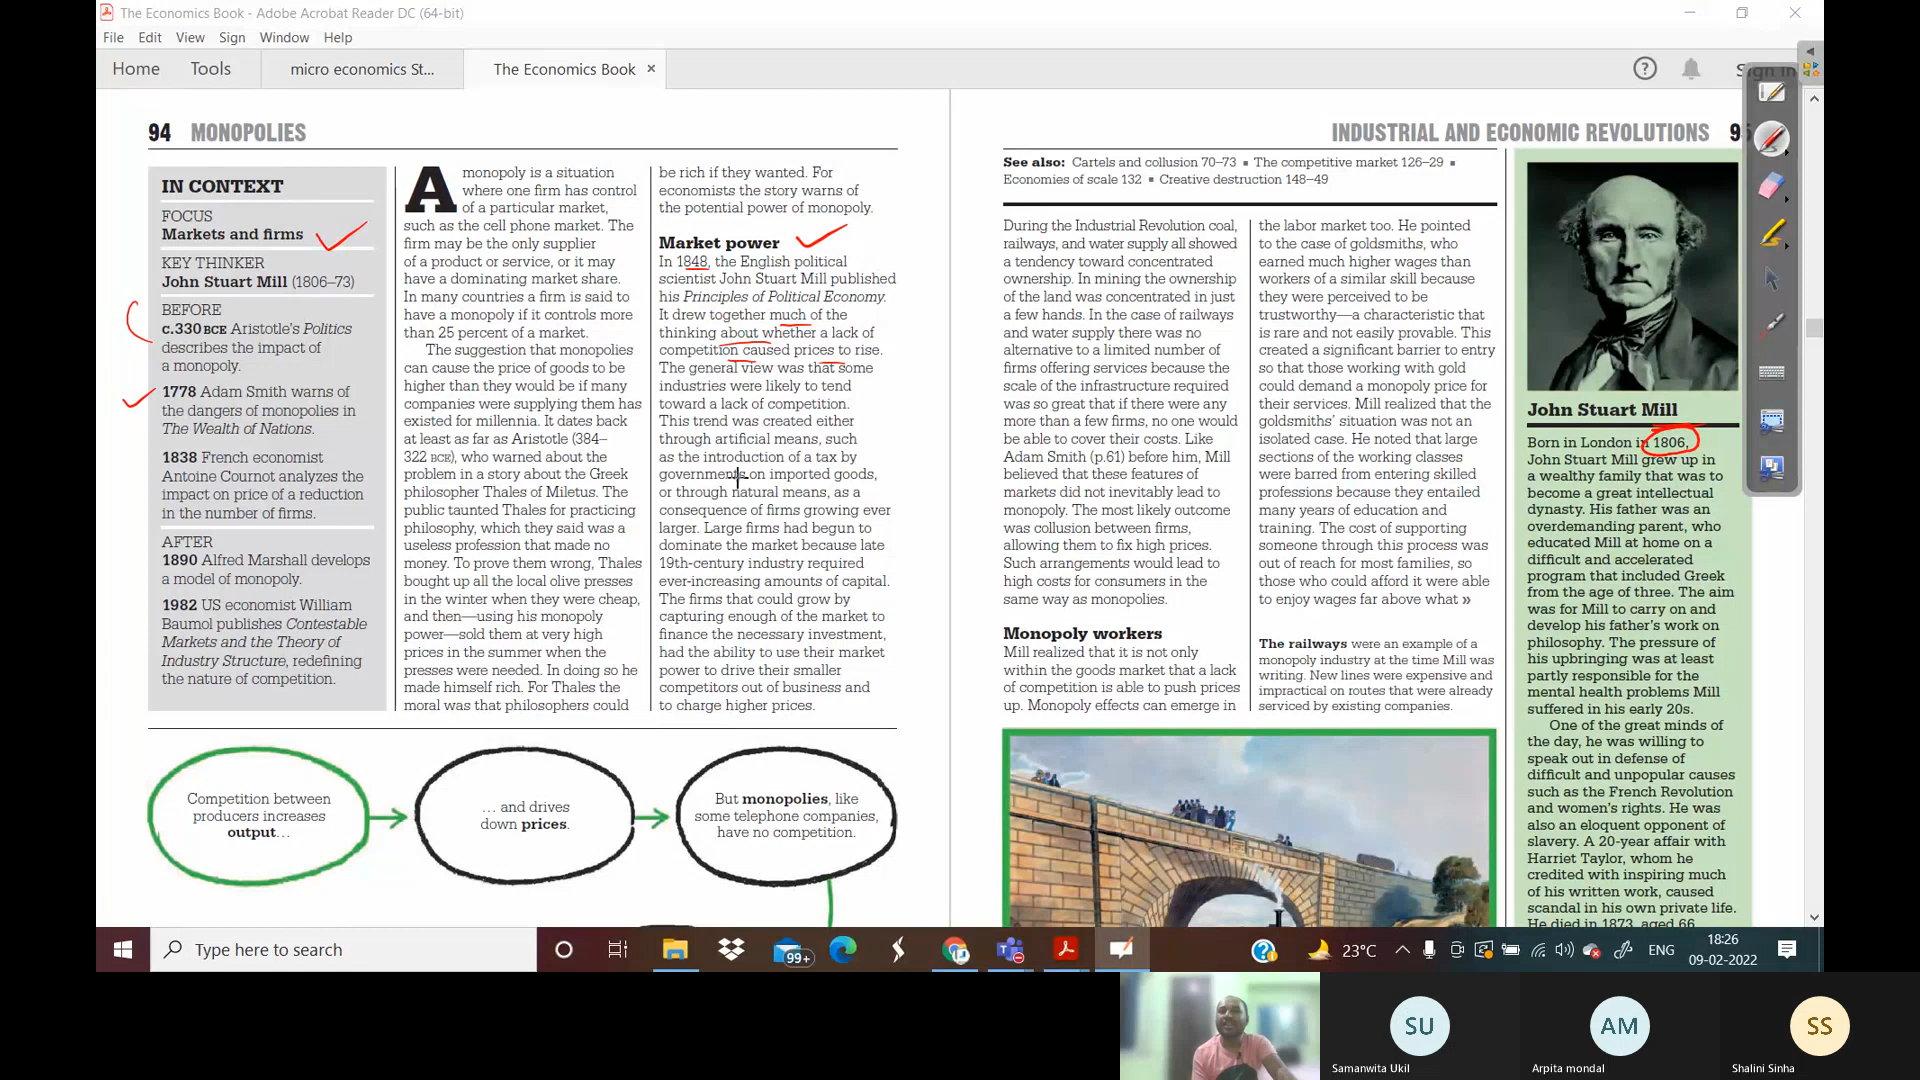 The Economics Book - Adobe Acrobat Reader DC (64-bit)
File Edit View Sign Window Help
Home Tools micro economics St... The Economics Book ×
94 MONOPOLIES
IN CONTEXT
FOCUS
Markets and firms
KEY THINKER
John Stuart Mill (1806–73)
BEFORE
c.330 BCE Aristotle's Politics
describes the impact of
a monopoly.
1778 Adam Smith warns of
the dangers of monopolies in
The Wealth of Nations.
1838 French economist
Antoine Cournot analyzes the
impact on price of a reduction
in the number of firms.
AFTER
1890 Alfred Marshall develops
a model of monopoly.
1982 US economist William
Baumol publishes Contestable
Markets and the Theory of
Industry Structure, redefining
the nature of competition.
A monopoly is a situation
where one firm has control
of a particular market,
such as the cell phone market. The
firm may be the only supplier
of a product or service, or it may
have a dominating market share.
In many countries a firm is said to
have a monopoly if it controls more
than 25 percent of a market.
The suggestion that monopolies
can cause the price of goods to be
higher than they would be if many
companies were supplying them has
existed for millennia. It dates back
at least as far as Aristotle (384–
322 BCE), who warned about the
problem in a story about the Greek
philosopher Thales of Miletus. The
public taunted Thales for practicing
philosophy, which they said was a
useless profession that made no
money. To prove them wrong, Thales
bought up all the local olive presses
in the winter when they were cheap,
and then—using his monopoly
power—sold them at very high
prices in the summer when the
presses were needed. In doing so he
made himself rich. For Thales the
moral was that philosophers could
be rich if they wanted. For
economists the story warns of
the potential power of monopoly.
Market power
In 1848, the English political
scientist John Stuart Mill published
his Principles of Political Economy.
It drew together much of the
thinking about whether a lack of
competition caused prices to rise.
The general view was that some
industries were likely to tend
toward a lack of competition.
This trend was created either
through artificial means, such
as the introduction of a tax by
governments on imported goods,
or through natural means, as a
consequence of firms growing ever
larger. Large firms had begun to
dominate the market because late
19th-century industry required
ever-increasing amounts of capital.
The firms that could grow by
capturing enough of the market to
finance the necessary investment,
had the ability to use their market
power to drive their smaller
competitors out of business and
to charge higher prices.
Competition between
producers increases
output…
… and drives
down prices.
But monopolies, like
some telephone companies,
have no competition.
INDUSTRIAL AND ECONOMIC REVOLUTIONS
See also: Cartels and collusion 70–73 ▪ The competitive market 126–29 ▪
Economies of scale 132 ▪ Creative destruction 148–49
During the Industrial Revolution coal,
railways, and water supply all showed
a tendency toward concentrated
ownership. In mining the ownership
of the land was concentrated in just
a few hands. In the case of railways
and water supply there was no
alternative to a limited number of
firms offering services because the
scale of the infrastructure required
was so great that if there were any
more than a few firms, no one would
be able to cover their costs. Like
Adam Smith (p.61) before him, Mill
believed that these features of
markets did not inevitably lead to
monopoly. The most likely outcome
was collusion between firms,
allowing them to fix high prices.
Such arrangements would lead to
high costs for consumers in the
same way as monopolies.
Monopoly workers
Mill realized that it is not only
within the goods market that a lack
of competition is able to push prices
up. Monopoly effects can emerge in
the labor market too. He pointed
to the case of goldsmiths, who
earned much higher wages than
workers of a similar skill because
they were perceived to be
trustworthy—a characteristic that
is rare and not easily provable. This
created a significant barrier to entry
so that those working with gold
could demand a monopoly price for
their services. Mill realized that the
goldsmiths' situation was not an
isolated case. He noted that large
sections of the working classes
were barred from entering skilled
professions because they entailed
many years of education and
training. The cost of supporting
someone through this process was
out of reach for most families, so
those who could afford it were able
to enjoy wages far above what »
The railways were an example of a
monopoly industry at the time Mill was
writing. New lines were expensive and
impractical on routes that were already
serviced by existing companies.
John Stuart Mill
Born in London in 1806,
John Stuart Mill grew up in
a wealthy family that was to
become a great intellectual
dynasty. His father was an
overdemanding parent, who
educated Mill at home on a
difficult and accelerated
program that included Greek
from the age of three. The aim
was for Mill to carry on and
develop his father's work on
philosophy. The pressure of
his upbringing was at least
partly responsible for the
mental health problems Mill
suffered in his early 20s.
One of the great minds of
the day, he was willing to
speak out in defense of
difficult and unpopular causes
such as the French Revolution
and women's rights. He was
also an eloquent opponent of
slavery. A 20-year affair with
Harriet Taylor, whom he
credited with inspiring much
of his written work, caused
scandal in his own private life.
He died in 1873, aged 66.
Type here to search
99+
23°C
ENG
18:26
09-02-2022
SU
Samanwita Ukil
AM
Arpita mondal
SS
Shalini Sinha